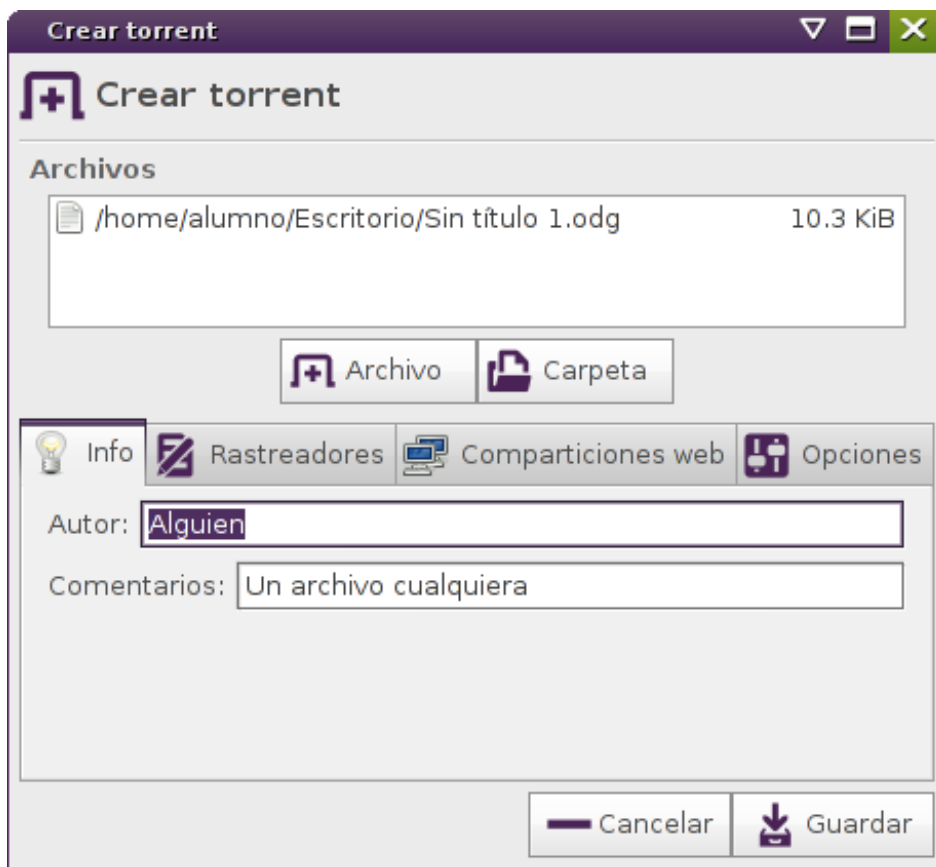 Crear torrent
Crear torrent
Archivos
/home/alumno/Escritorio/Sin título 1.odg 10.3 KiB
Archivo Carpeta
Info Rastreadores Comparticiones web Opciones
Autor: Alguien
Comentarios: Un archivo cualquiera
Cancelar Guardar